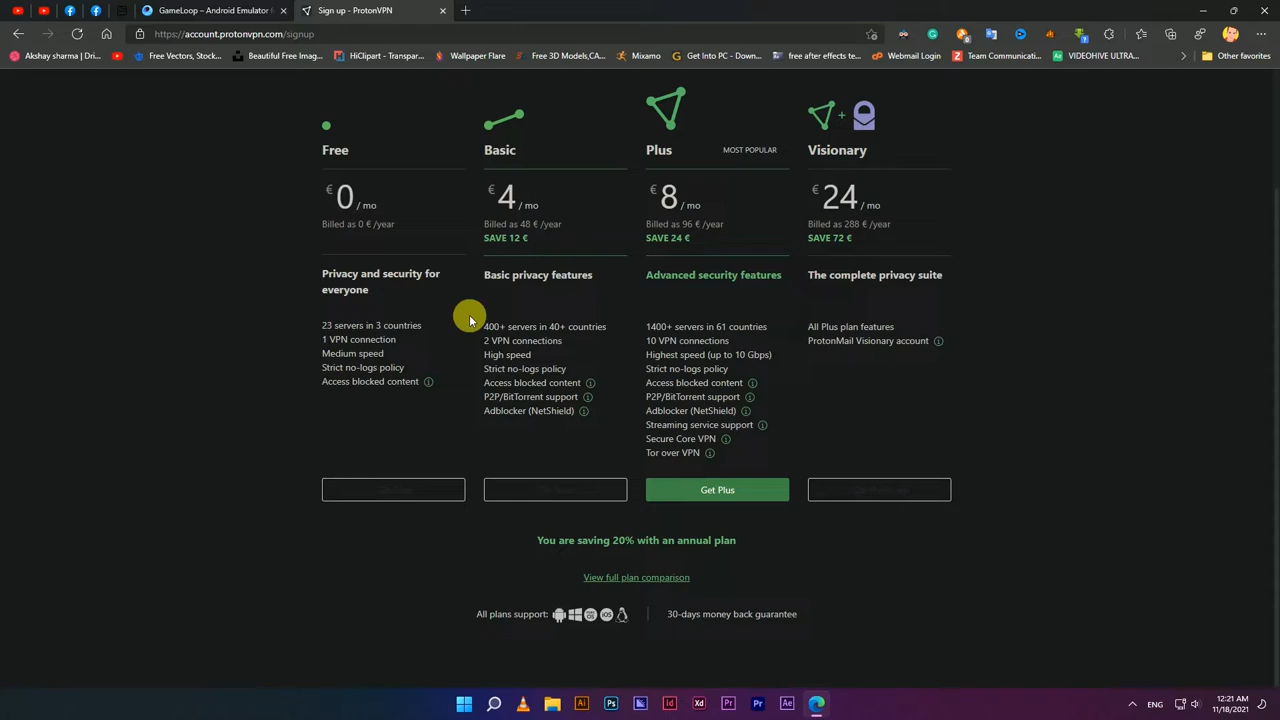 GameLoop – Android Emulator f
Sign up - ProtonVPN
https://account.protonvpn.com/signup
Akshay sharma (
Free Vectors, Stock...
Beautiful Free Imag...
HiClipart - Transpar...
Wallpaper Flare
Free 3D Models,CA...
Mixamo
Get Into PC - Down...
free after effects te...
Webmail Login
Team Communicati...
VIDEOHIVE ULTRA...
Other favorites
Free
Basic
Plus
MOST POPULAR
Visionary
€ 0 / mo
€ 4 / mo
€ 8 / mo
€ 24 / mo
Billed as 0 € /year
Billed as 48 € /year
Billed as 96 € /year
Billed as 288 € /year
SAVE 12 €
SAVE 24 €
SAVE 72 €
Privacy and security for
everyone
Basic privacy features
Advanced security features
The complete privacy suite
23 servers in 3 countries
1 VPN connection
Medium speed
Strict no-logs policy
Access blocked content
400+ servers in 40+ countries
2 VPN connections
High speed
Strict no-logs policy
Access blocked content
P2P/BitTorrent support
Adblocker (NetShield)
1400+ servers in 61 countries
10 VPN connections
Highest speed (up to 10 Gbps)
Strict no-logs policy
Access blocked content
P2P/BitTorrent support
Adblocker (NetShield)
Streaming service support
Secure Core VPN
Tor over VPN
All Plus plan features
ProtonMail Visionary account
Get Plus
You are saving 20% with an annual plan
View full plan comparison
All plans support:
30-days money back guarantee
Ai
Ps
Id
Xd
Pr
Pr
Ae
ENG
12:21 AM
11/18/2021